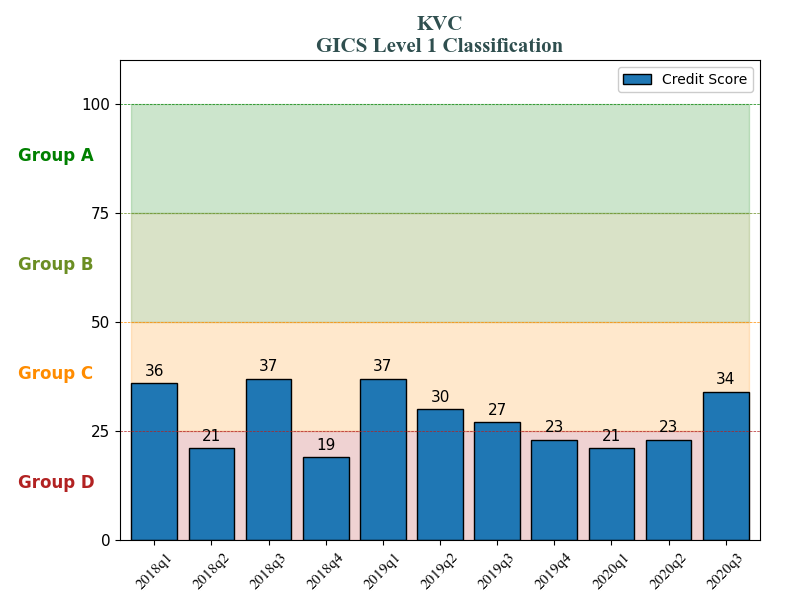 KVC
GICS Level 1 Classification
Credit Score
100
Group A
75
Group B
50
Group C
25
Group D
0
36
21
37
19
37
30
27
23
21
23
34
2018q1
2018q2
2018q3
2018q4
2019q1
2019q2
2019q3
2019q4
2020q1
2020q2
2020q3